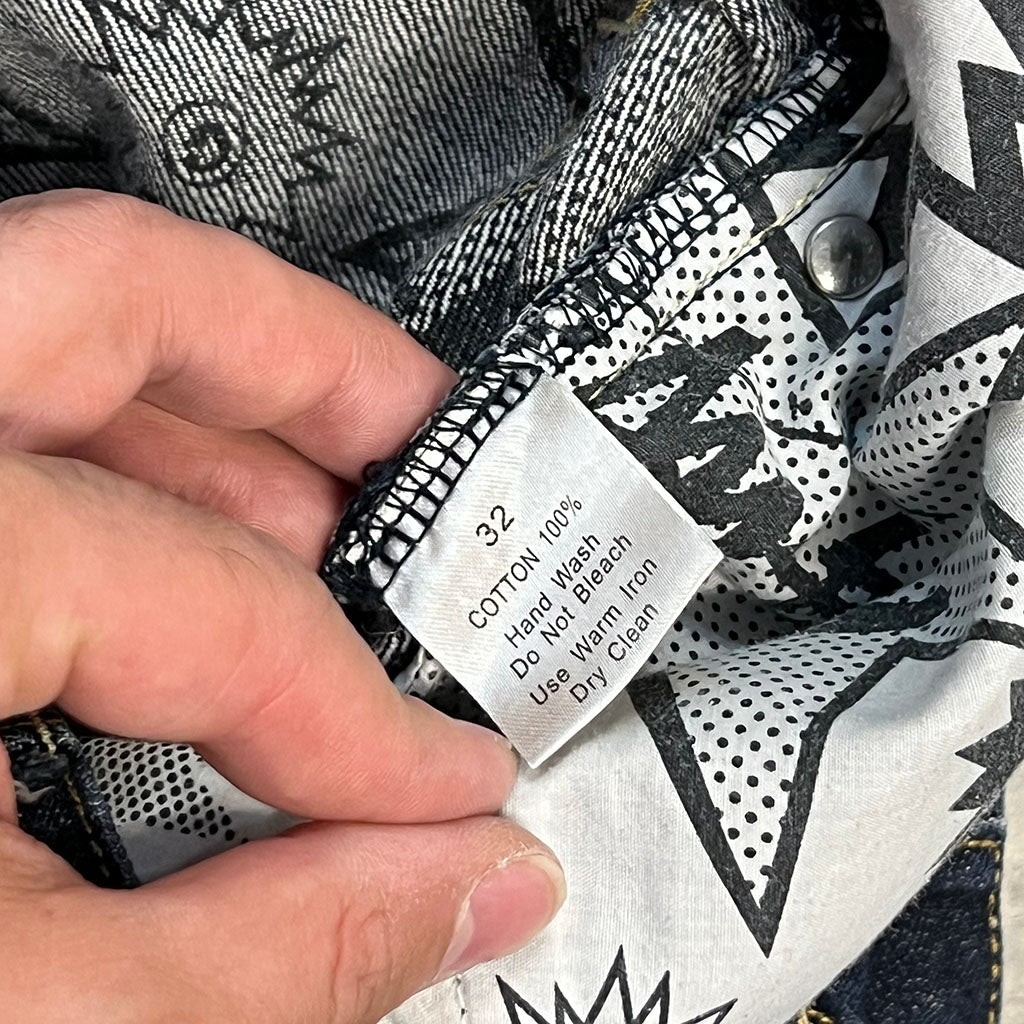 32
COTTON 100%
Hand Wash
Do Not Bleach
Use Warm Iron
Dry Clean